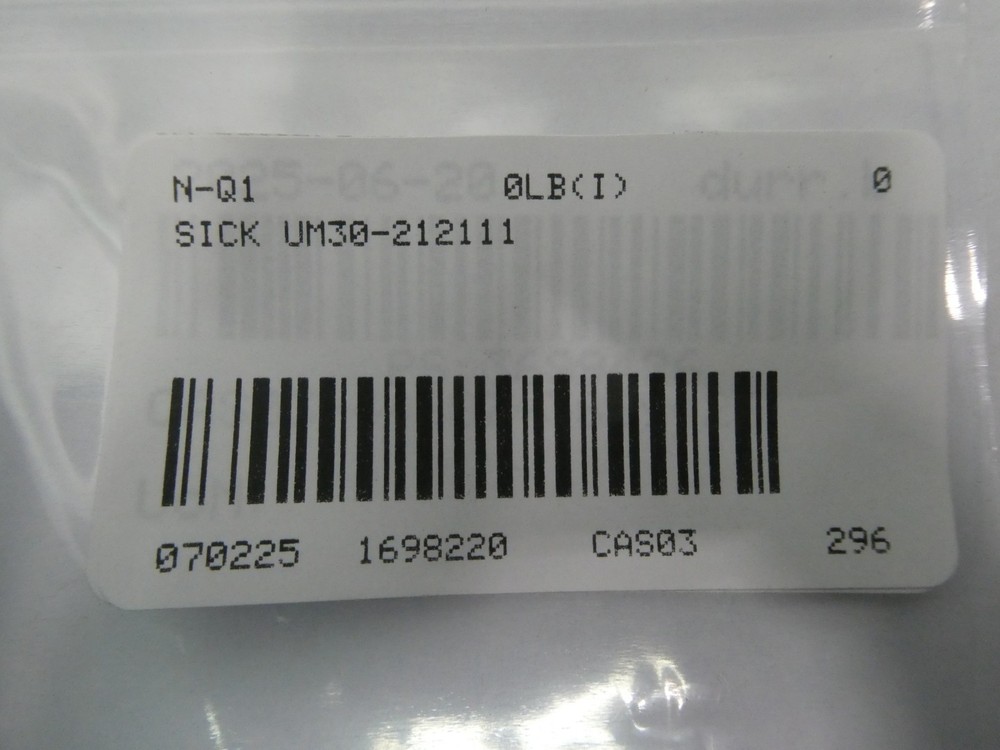 N-Q1 0LB(I) 0
SICK UM30-212111
070225 1698220 CAS03 296